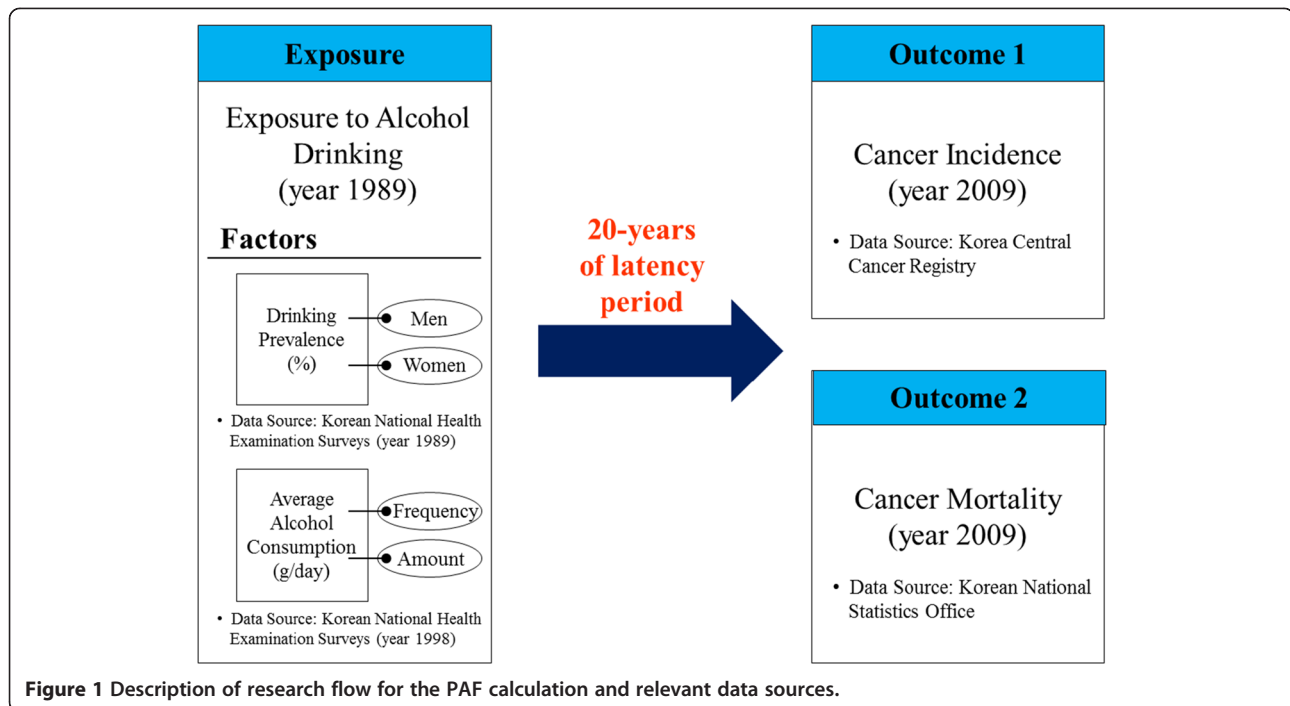 Exposure
Exposure to Alcohol
Drinking
(year 1989)
Factors
Drinking
Prevalence
(%)
Men
Women
• Data Source: Korean National Health
Examination Surveys (year 1989)
Average
Alcohol
Consumption
(g/day)
Frequency
Amount
• Data Source: Korean National Health
Examination Surveys (year 1998)
20-years
of latency
period
Outcome 1
Cancer Incidence
(year 2009)
• Data Source: Korea Central
Cancer Registry
Outcome 2
Cancer Mortality
(year 2009)
• Data Source: Korean National
Statistics Office
Figure 1 Description of research flow for the PAF calculation and relevant data sources.